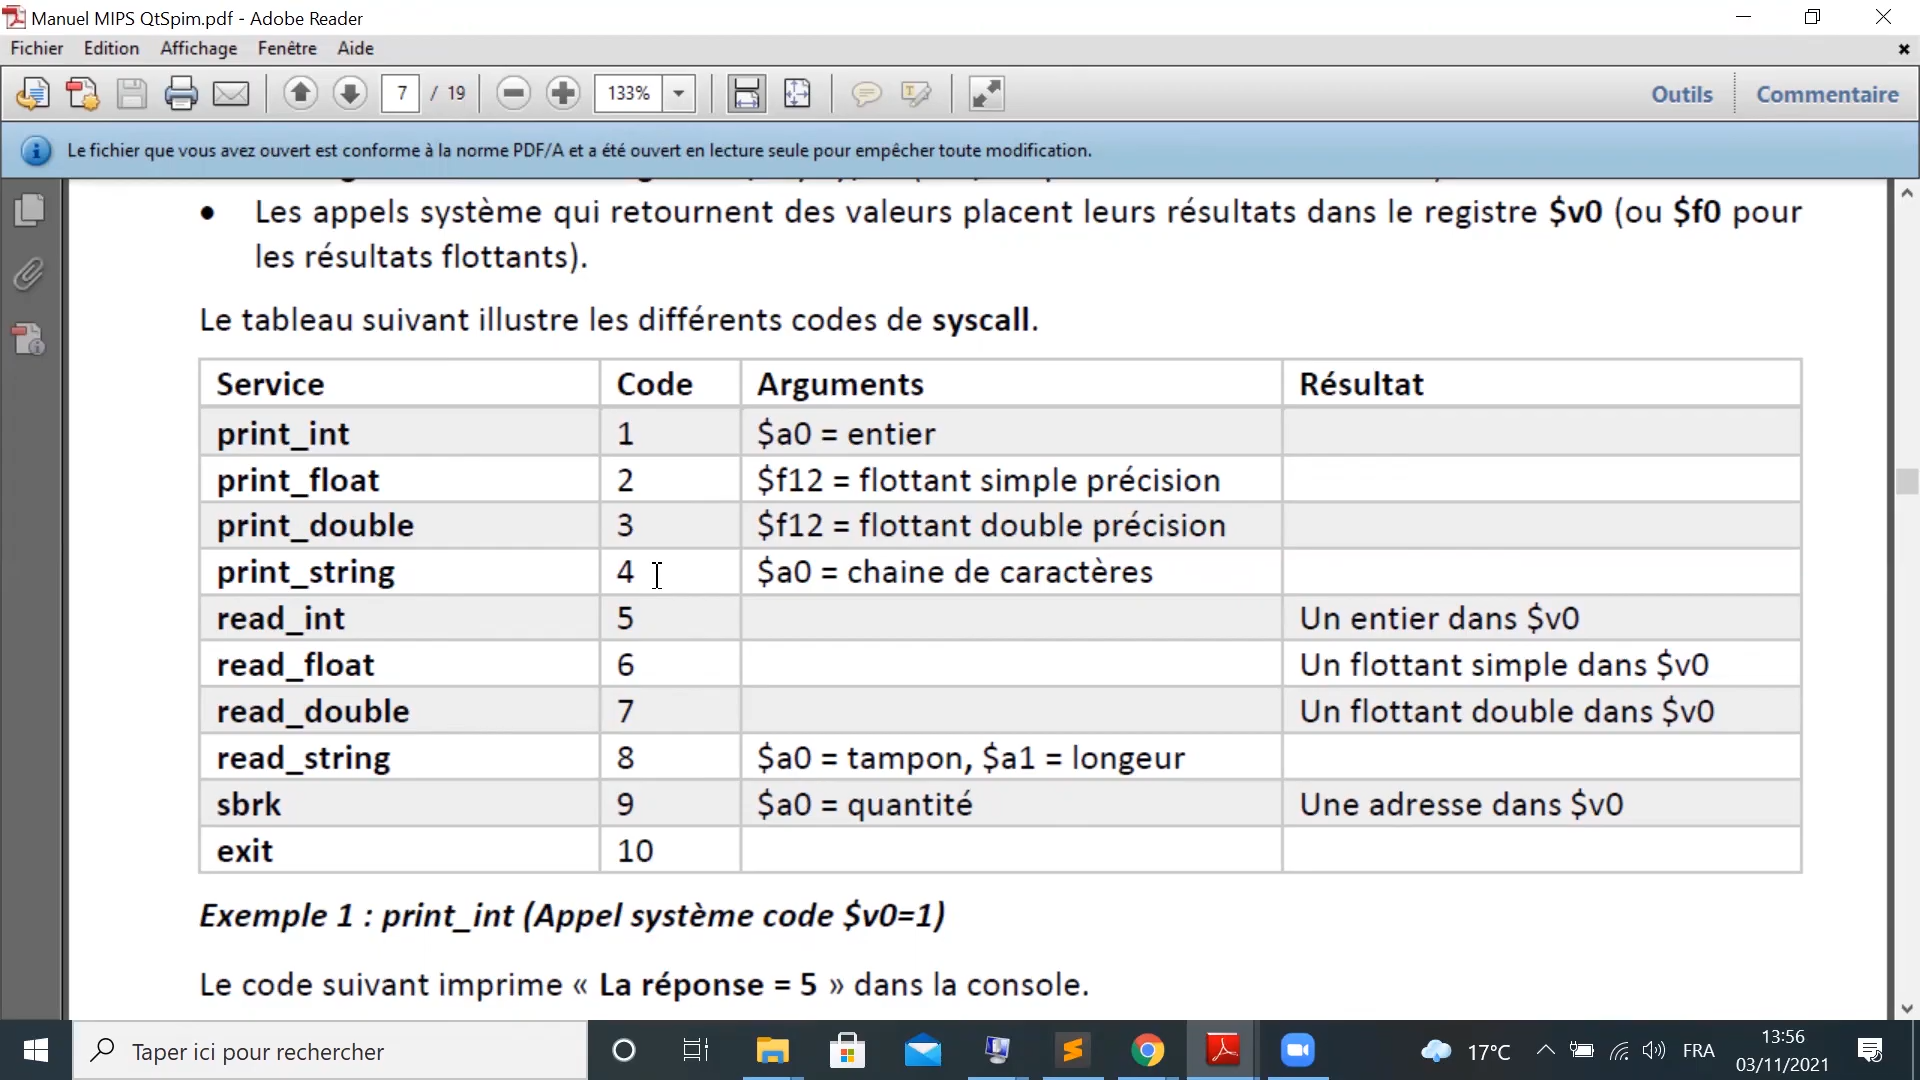 Manuel MIPS QtSpim.pdf - Adobe Reader
Fichier Edition Affichage Fenêtre Aide
7 / 19 133% Outils Commentaire
Le fichier que vous avez ouvert est conforme à la norme PDF/A et a été ouvert en lecture seule pour empêcher toute modification.
• Les appels système qui retournent des valeurs placent leurs résultats dans le registre $v0 (ou $f0 pour
les résultats flottants).
Le tableau suivant illustre les différents codes de syscall.
Service Code Arguments Résultat
print_int 1 $a0 = entier
print_float 2 $f12 = flottant simple précision
print_double 3 $f12 = flottant double précision
print_string 4 $a0 = chaine de caractères
read_int 5 Un entier dans $v0
read_float 6 Un flottant simple dans $v0
read_double 7 Un flottant double dans $v0
read_string 8 $a0 = tampon, $a1 = longeur
sbrk 9 $a0 = quantité Une adresse dans $v0
exit 10
Exemple 1 : print_int (Appel système code $v0=1)
Le code suivant imprime « La réponse = 5 » dans la console.
Taper ici pour rechercher 17°C FRA 13:56
03/11/2021